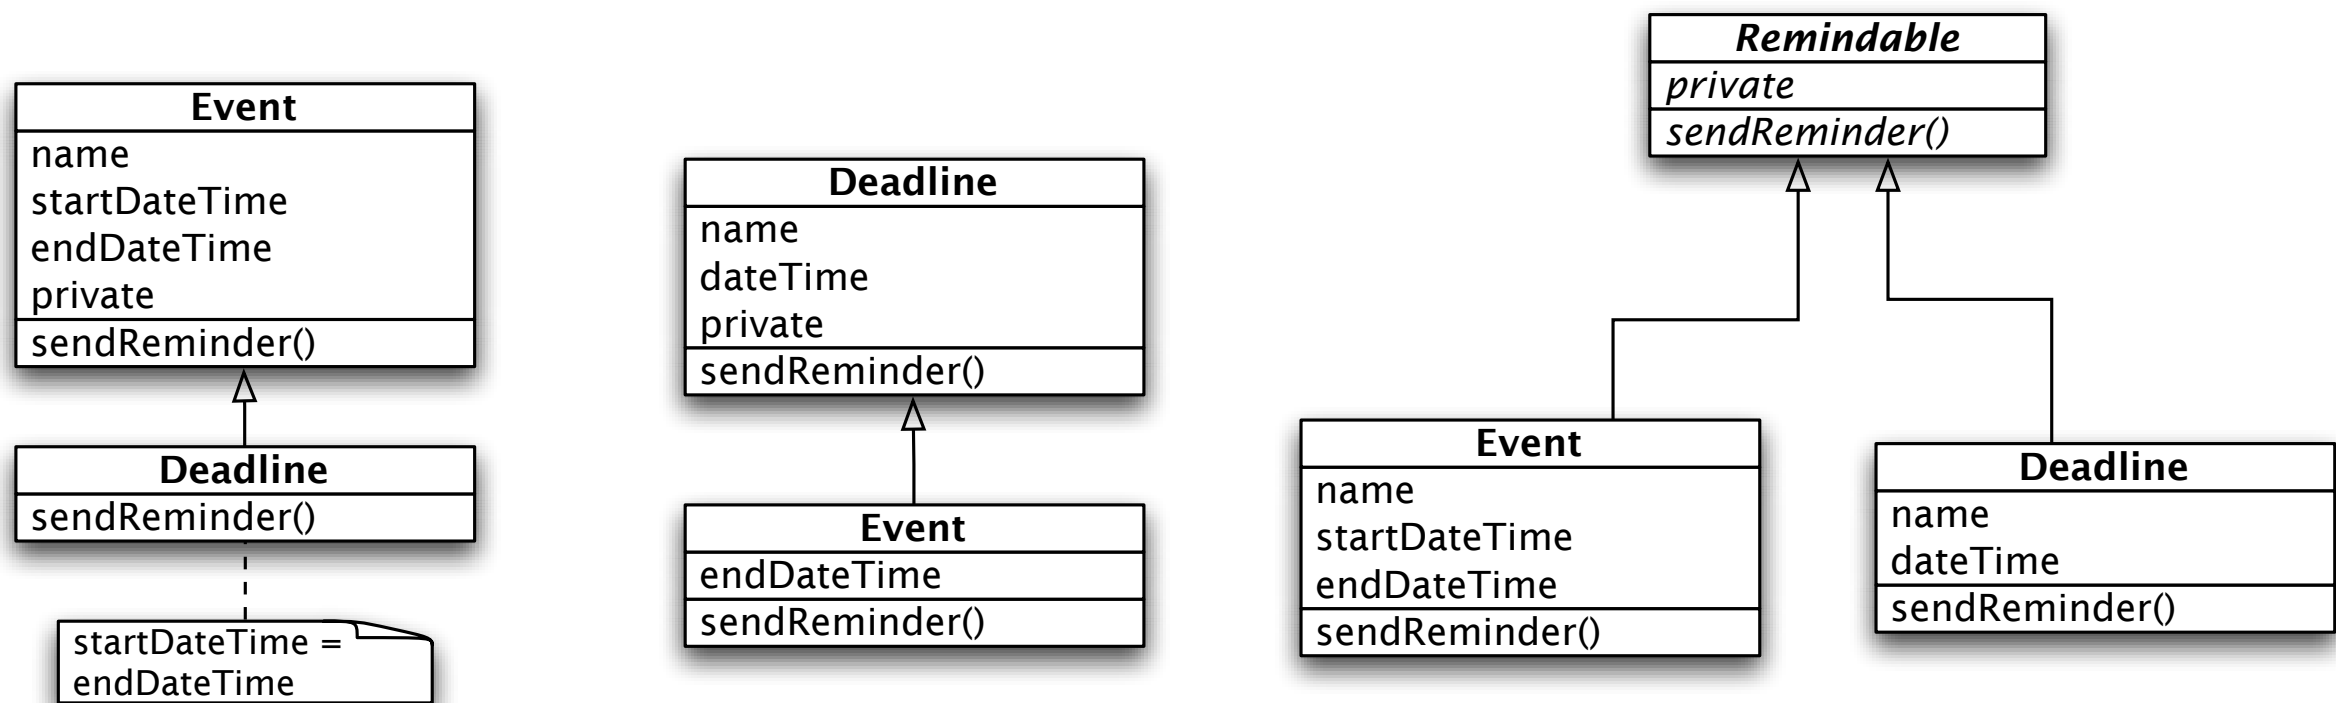 Event
name
startDateTime
endDateTime
private
sendReminder()
Deadline
sendReminder()
startDateTime =
endDateTime
Deadline
name
dateTime
private
sendReminder()
Event
endDateTime
sendReminder()
Remindable
private
sendReminder()
Event
name
startDateTime
endDateTime
sendReminder()
Deadline
name
dateTime
sendReminder()